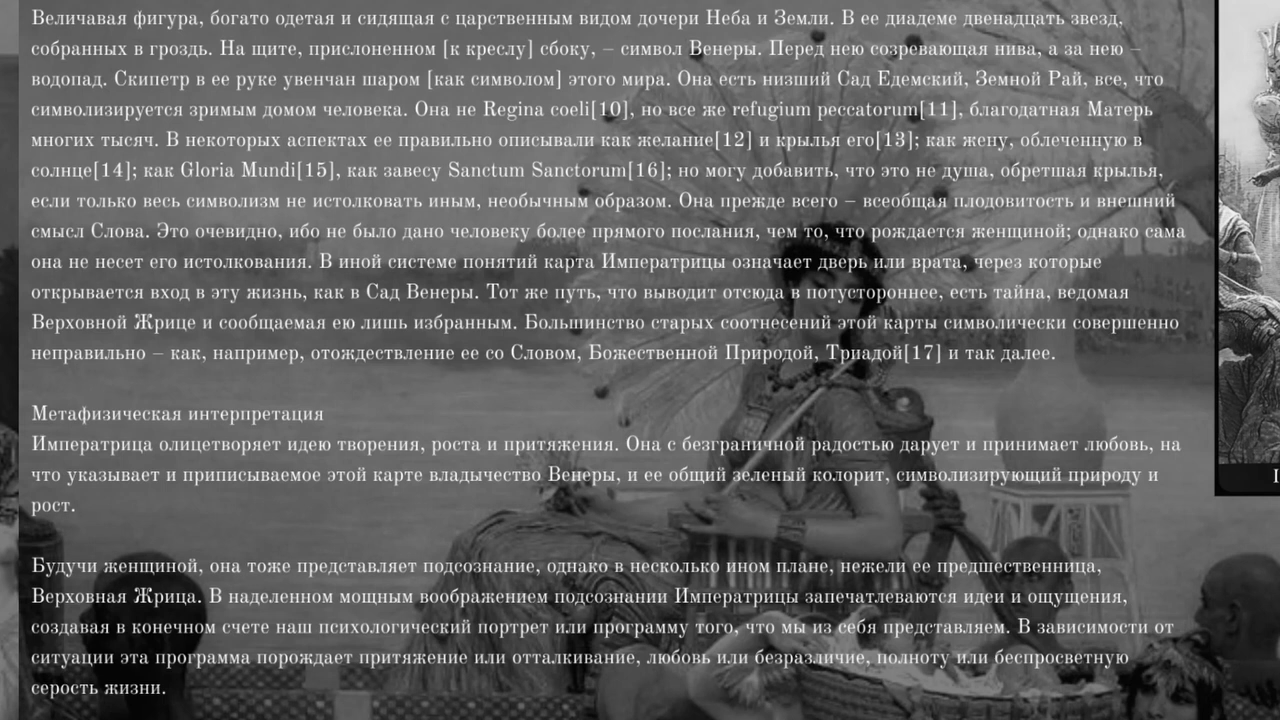 Величавая фигура, богато одетая и сидящая с царственным видом дочери Неба и Земли. В ее диадеме двенадцать звезд,
собранных в гроздь. На щите, прислоненном [к креслу] сбоку, – символ Венеры. Перед нею созревающая нива, а за нею –
водопад. Скипетр в ее руке увенчан шаром [как символом] этого мира. Она есть низший Сад Едемский, Земной Рай, все, что
символизируется зримым домом человека. Она не Regina coeli[10], но все же refugium peccatorum[11], благодатная Матерь
многих тысяч. В некоторых аспектах ее правильно описывали как желание[12] и крылья его[13]; как жену, облеченную в
солнце[14]; как Gloria Mundi[15], как завесу Sanctum Sanctorum[16]; но могу добавить, что это не душа, обретшая крылья,
если только весь символизм не истолковать иным, необычным образом. Она прежде всего – всеобщая плодовитость и внешний
смысл Слова. Это очевидно, ибо не было дано человеку более прямого послания, чем то, что рождается женщиной; однако сама
она не несет его истолкования. В иной системе понятий карта Императрицы означает дверь или врата, через которые
открывается вход в эту жизнь, как в Сад Венеры. Тот же путь, что выводит отсюда в потустороннее, есть тайна, ведомая
Верховной Жрице и сообщаемая ею лишь избранным. Большинство старых соотнесений этой карты символически совершенно
неправильно – как, например, отождествление ее со Словом, Божественной Природой, Триадой[17] и так далее.
Метафизическая интерпретация
Императрица олицетворяет идею творения, роста и притяжения. Она с безграничной радостью дарует и принимает любовь, на
что указывает и приписываемое этой карте владычество Венеры, и ее общий зеленый колорит, символизирующий природу и
рост.
Будучи женщиной, она тоже представляет подсознание, однако в несколько ином плане, нежели ее предшественница,
Верховная Жрица. В наделенном мощным воображением подсознании Императрицы запечатлеваются идеи и ощущения,
создавая в конечном счете наш психологический портрет или программу того, что мы из себя представляем. В зависимости от
ситуации эта программа порождает притяжение или отталкивание, любовь или безразличие, полноту или беспросветную
серость жизни.